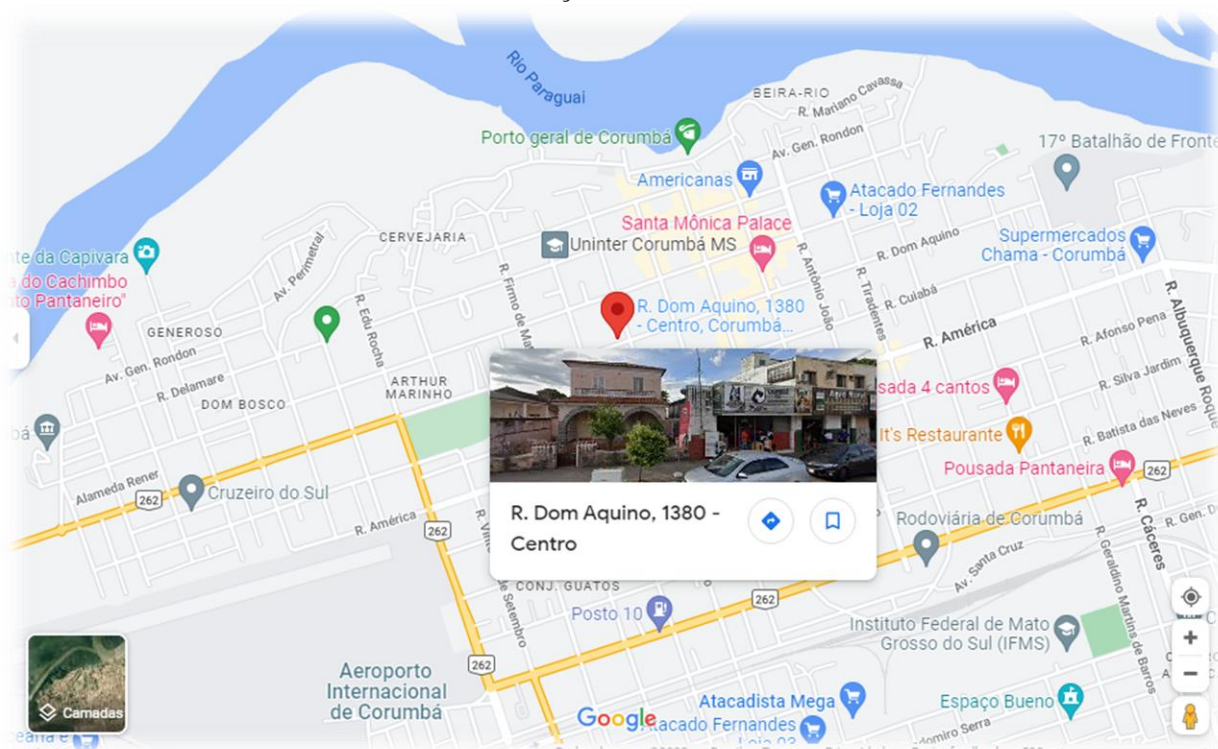 Rio Paraguai
BEIRA-RIO
R. Mariano Cavassa
Porto geral de Corumbá
Av. Gen. Rondon
17º Batalhão de Fronte
Americanas
Atacado Fernandes
- Loja 02
Santa Mônica Palace
CERVEJARIA
Uninter Corumbá MS
R. Dom Aquino
Supermercados
Chama - Corumbá
te da Capivara
do Cachimbo
Pantaneiro"
Av. Perimetral
R. Edu Rocha
R. Firmo de
R. Antônio João
R. Tiradentes
R. Cuiabá
R. Albuquerque Roque
R. Dom Aquino, 1380
- Centro, Corumbá...
GENEROSO
R. América
R. Afonso Pena
Av. Gen. Rondon
R. Delamare
DOM BOSCO
ARTHUR
MARINHO
4 cantos
R. Silva Jardim
It's Restaurante
R. Batista das Neves
Pousada Pantaneira
262
Alameda Rener
262
Cruzeiro do Sul
R. América
262
R. Dom Aquino, 1380 -
Centro
Rodoviária de Corumbá
R. Cáceres
R. Gen.
Av. Santa Cruz
CONJ. GUATOS
de Setembro
262
Posto 10
Instituto Federal de Mato
Grosso do Sul (IFMS)
R. Geraldino Martins de Barros
262
Aeroporto
Internacional
de Corumbá
Camadas
Google
Atacadista Mega
acado Fernandes
Espaço Bueno
Serra